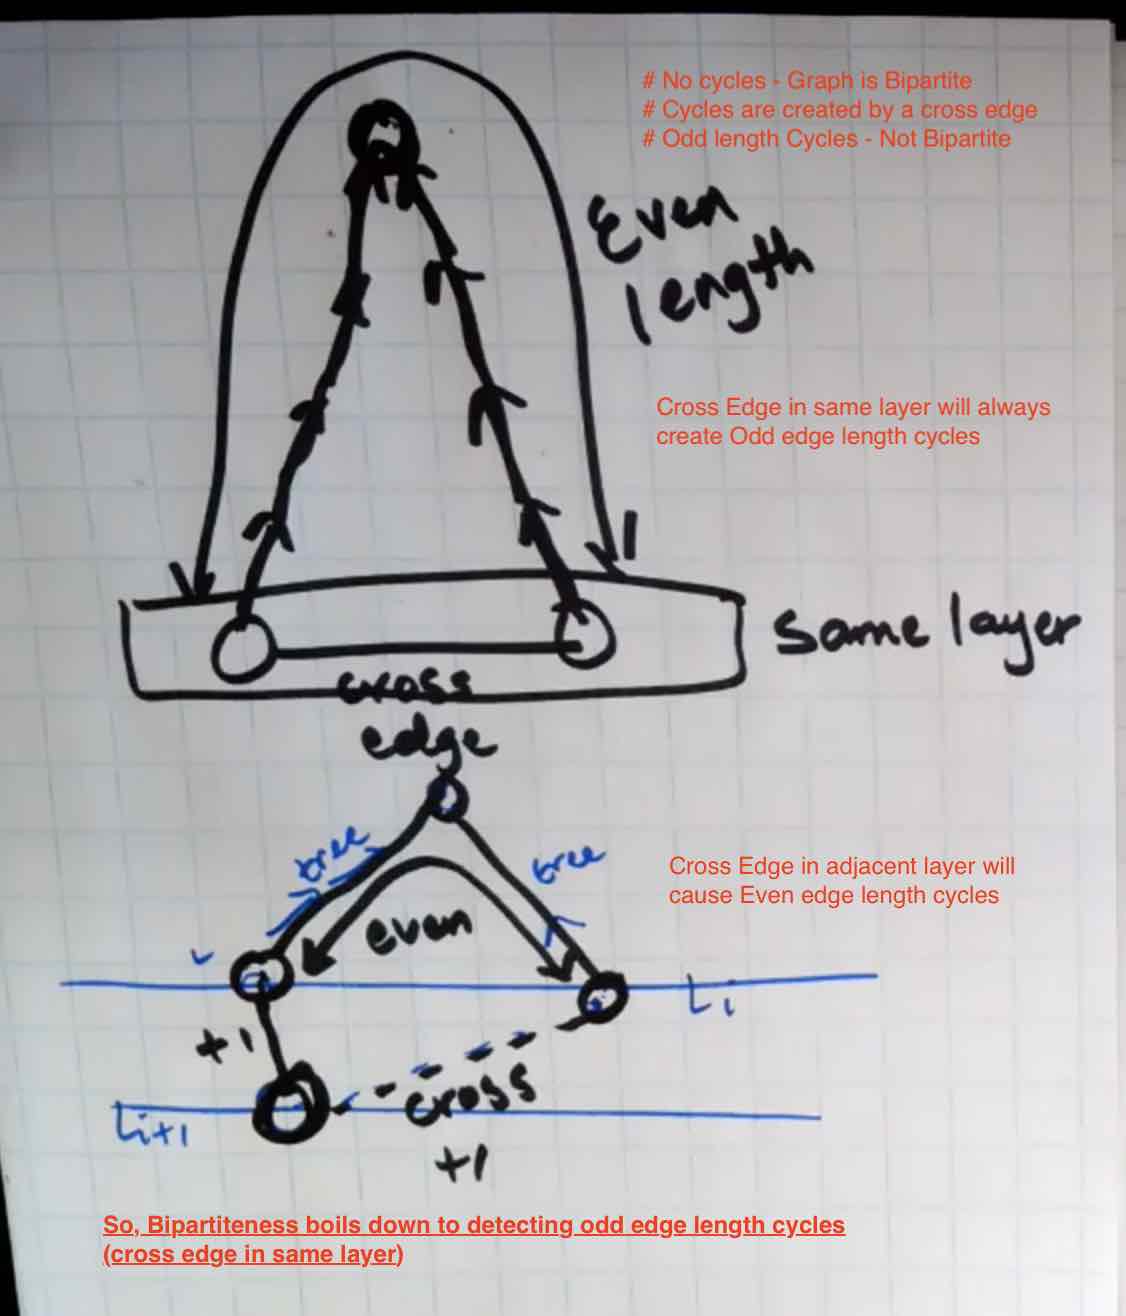 # No cycles - Graph is Bipartite
# Cycles are created by a cross edge
# Odd length Cycles - Not Bipartite
Even
length
Cross Edge in same layer will always
create Odd edge length cycles
Same layer
cross
edge
tree
tree
Cross Edge in adjacent layer will
cause Even edge length cycles
even
Li
+1
cross
Li+1
+1
So, Bipartiteness boils down to detecting odd edge length cycles
(cross edge in same layer)